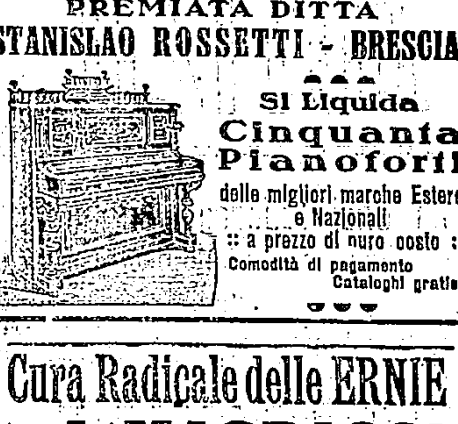 PREMIATA DITTA
STANISLAO ROSSETTI - BRESCIA
Si Liquida
Cinquanta
Pianoforti
delle migliori marche Estere
e Nazionali
:: a prezzo di puro costo :
Comodità di pagamento
Cataloghi gratis
Cura Radicale delle ERNIE